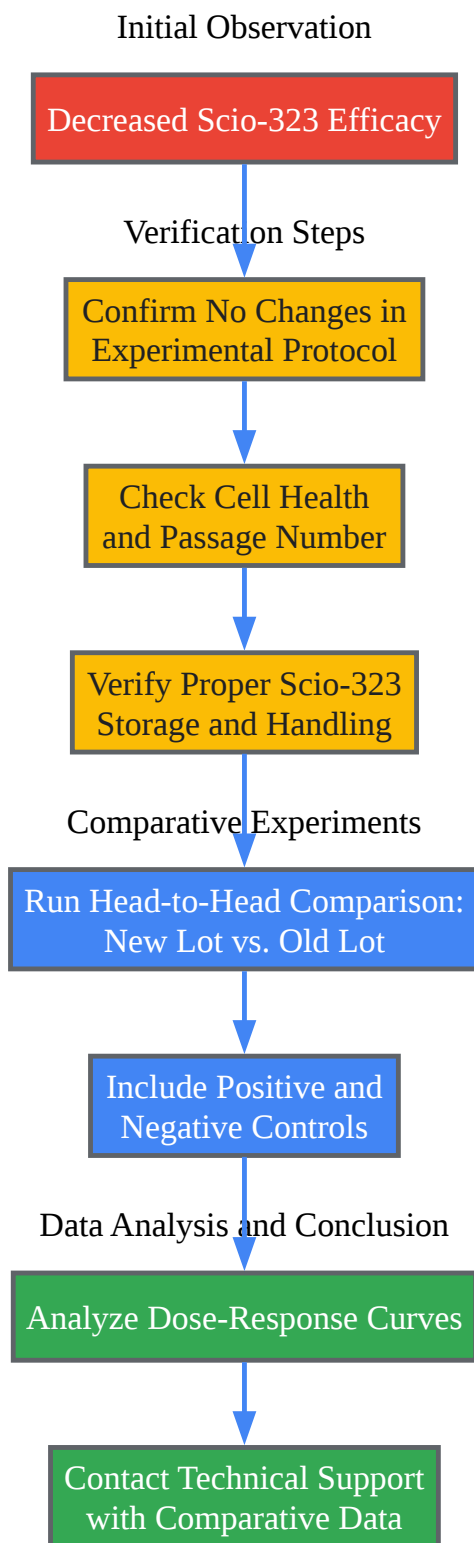 Initial Observation
Decreased Scio-323 Efficacy
Verification Steps
Confirm No Changes in
Experimental Protocol
Check Cell Health
and Passage Number
Verify Proper Scio-323
Storage and Handling
Comparative Experiments
Run Head-to-Head Comparison:
New Lot vs. Old Lot
Include Positive and
Negative Controls
Data Analysis and Conclusion
Analyze Dose-Response Curves
Contact Technical Support
with Comparative Data